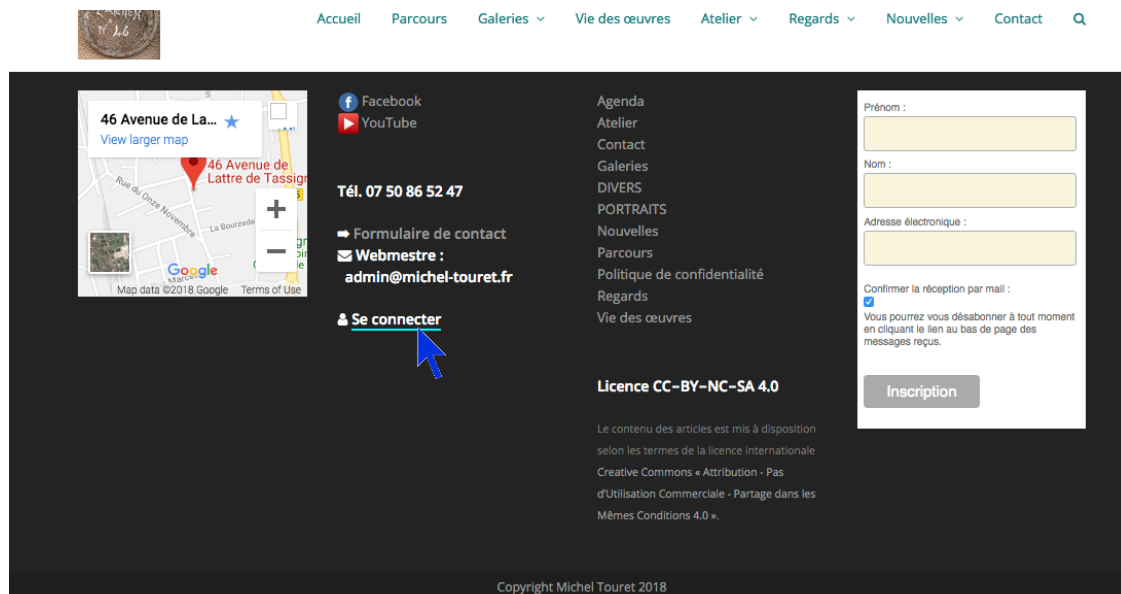 N° 46
Accueil Parcours Galeries Vie des œuvres Atelier Regards Nouvelles Contact
46 Avenue de La...
View larger map
46 Avenue de
Lattre de Tassign
Rue du Onze Novembre
La Bourzede
Google
Map data ©2018 Google Terms of Use
Facebook
YouTube
Tél. 07 50 86 52 47
Formulaire de contact
Webmestre :
admin@michel-touret.fr
Se connecter
Agenda
Atelier
Contact
Galeries
DIVERS
PORTRAITS
Nouvelles
Parcours
Politique de confidentialité
Regards
Vie des œuvres
Licence CC–BY–NC–SA 4.0
Le contenu des articles est mis à disposition
selon les termes de la licence internationale
Creative Commons « Attribution - Pas
d'Utilisation Commerciale - Partage dans les
Mêmes Conditions 4.0 ».
Prénom :
Nom :
Adresse électronique :
Confirmer la réception par mail :
Vous pourrez vous désabonner à tout moment
en cliquant le lien au bas de page des
messages reçus.
Inscription
Copyright Michel Touret 2018